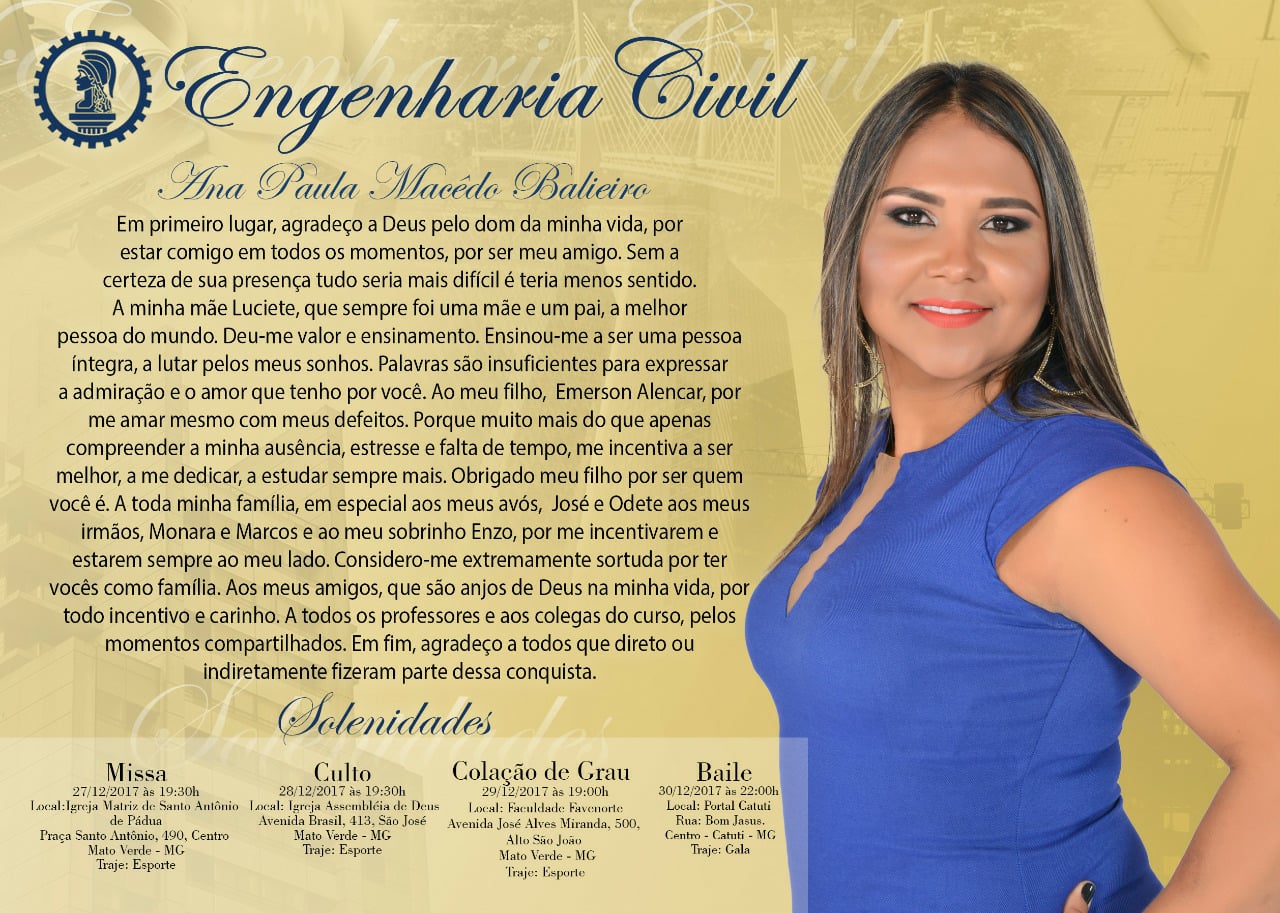 Engenharia Civil
Ana Paula Macêdo Balieiro
Em primeiro lugar, agradeço a Deus pelo dom da minha vida, por
estar comigo em todos os momentos, por ser meu amigo. Sem a
certeza de sua presença tudo seria mais difícil é teria menos sentido.
A minha mãe Luciete, que sempre foi uma mãe e um pai, a melhor
pessoa do mundo. Deu-me valor e ensinamento. Ensinou-me a ser uma pessoa
íntegra, a lutar pelos meus sonhos. Palavras são insuficientes para expressar
a admiração e o amor que tenho por você. Ao meu filho, Emerson Alencar, por
me amar mesmo com meus defeitos. Porque muito mais do que apenas
compreender a minha ausência, estresse e falta de tempo, me incentiva a ser
melhor, a me dedicar, a estudar sempre mais. Obrigado meu filho por ser quem
você é. A toda minha família, em especial aos meus avós, José e Odete aos meus
irmãos, Monara e Marcos e ao meu sobrinho Enzo, por me incentivarem e
estarem sempre ao meu lado. Considero-me extremamente sortuda por ter
vocês como família. Aos meus amigos, que são anjos de Deus na minha vida, por
todo incentivo e carinho. A todos os professores e aos colegas do curso, pelos
momentos compartilhados. Em fim, agradeço a todos que direto ou
indiretamente fizeram parte dessa conquista.
Solenidades
Missa
27/12/2017 às 19:30h
Local:Igreja Matriz de Santo Antônio
de Pádua
Praça Santo Antônio, 490, Centro
Mato Verde - MG
Traje: Esporte
Culto
28/12/2017 às 19:30h
Local: Igreja Assembléia de Deus
Avenida Brasil, 413, São José
Mato Verde - MG
Traje: Esporte
Colação de Grau
29/12/2017 às 19:00h
Local: Faculdade Favenorte
Avenida José Alves Miranda, 500,
Alto São João
Mato Verde - MG
Traje: Esporte
Baile
30/12/2017 às 22:00h
Local: Portal Catuti
Rua: Bom Jasus.
Centro - Catuti - MG
Traje: Gala